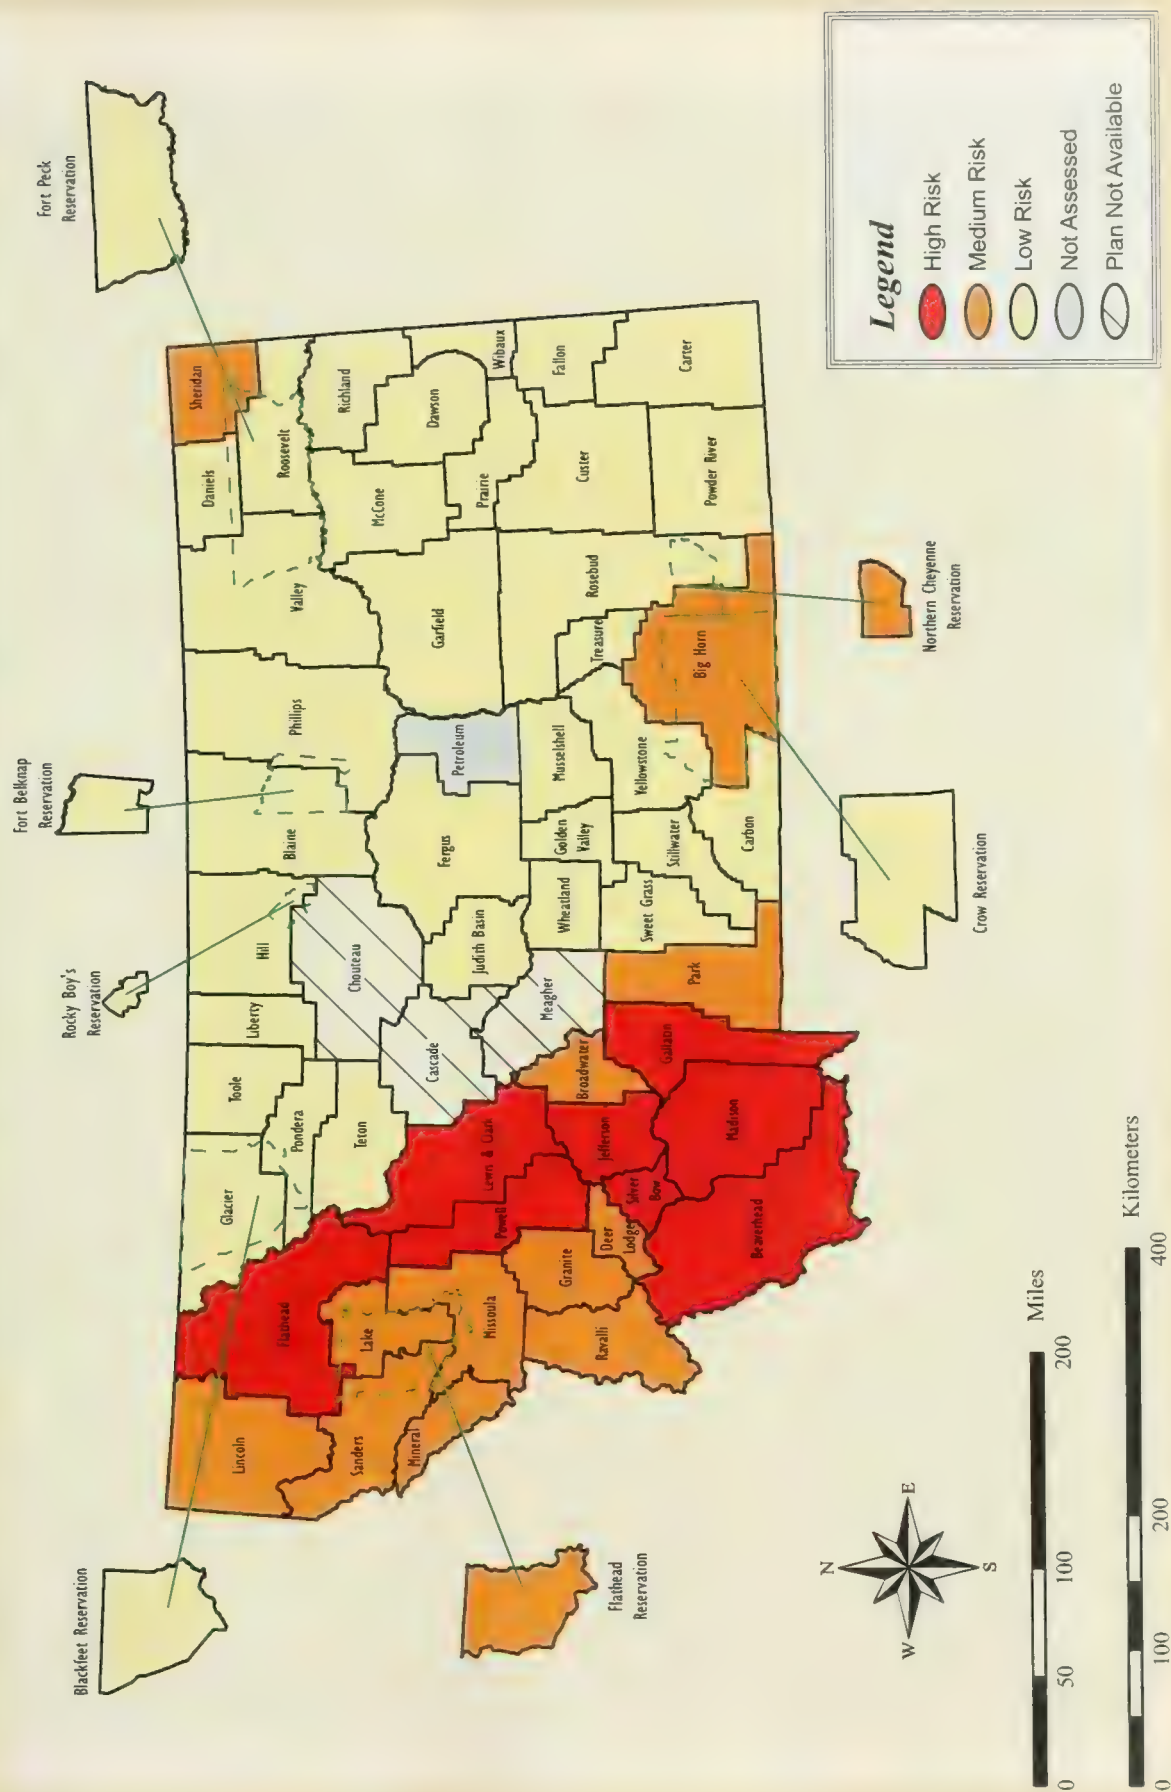 Blackfeet Reservation
Rocky Boy's
Reservation
Fort Belknap
Reservation
Fort Peck
Reservation
Lincoln
Flathead
Glacier
Toole
Liberty
Hill
Blaine
Phillips
Valley
Daniels
Sheridan
Roosevelt
Sanders
Lake
Pondera
Teton
Chouteau
Richland
McCone
Mineral
Missoula
Powell
Lewis & Clark
Cascade
Judith Basin
Fergus
Petroleum
Garfield
Dawson
Prairie
Wibaux
Ravalli
Granite
Deer
Lodge
Silver
Bow
Jefferson
Broadwater
Meagher
Wheatland
Golden
Valley
Musselshell
Treasure
Rosebud
Custer
Fallon
Beaverhead
Madison
Gallatin
Park
Sweet Grass
Stillwater
Carbon
Yellowstone
Big Horn
Powder River
Carter
Flathead
Reservation
Crow Reservation
Northern Cheyenne
Reservation
N
W
E
S
0
50
100
200
Miles
0
100
200
400
Kilometers
Legend
High Risk
Medium Risk
Low Risk
Not Assessed
Plan Not Available